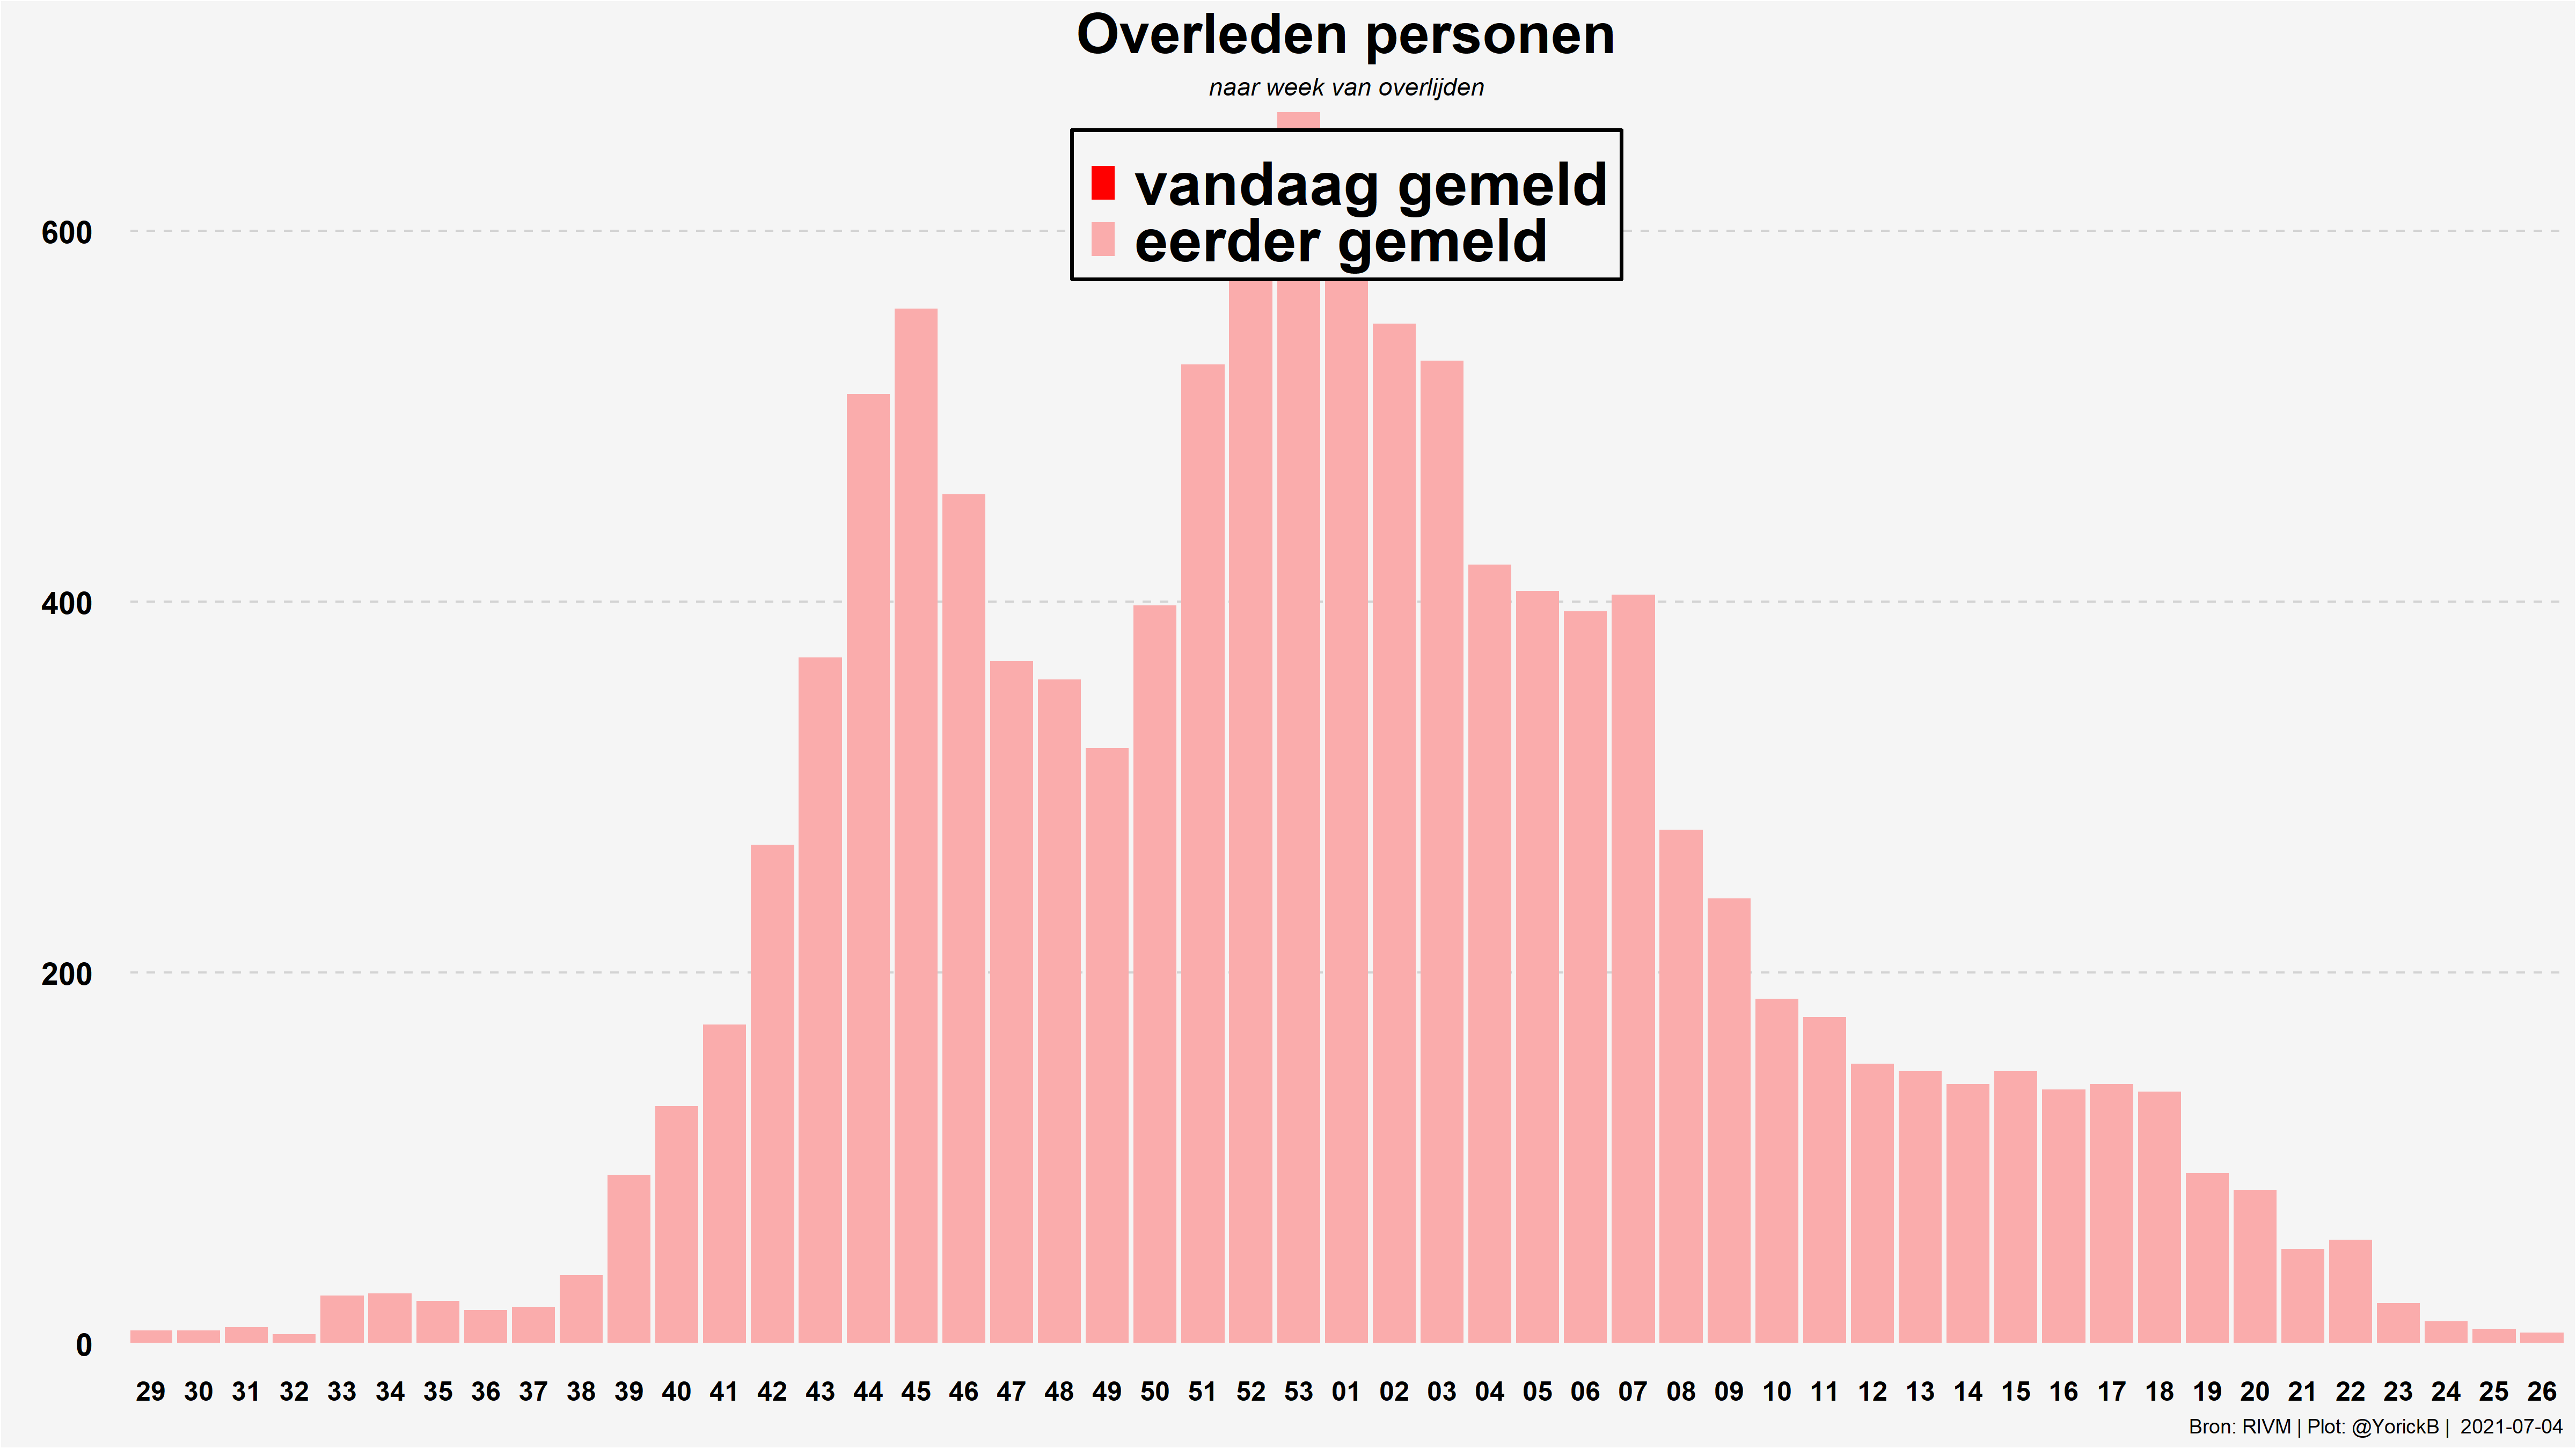 Overleden personen
naar week van overlijden
vandaag gemeld
eerder gemeld
600
400
200
0
29 30 31 32 33 34 35 36 37 38 39 40 41 42 43 44 45 46 47 48 49 50 51 52 53 01 02 03 04 05 06 07 08 09 10 11 12 13 14 15 16 17 18 19 20 21 22 23 24 25 26
Bron: RIVM | Plot: @YorickB | 2021-07-04